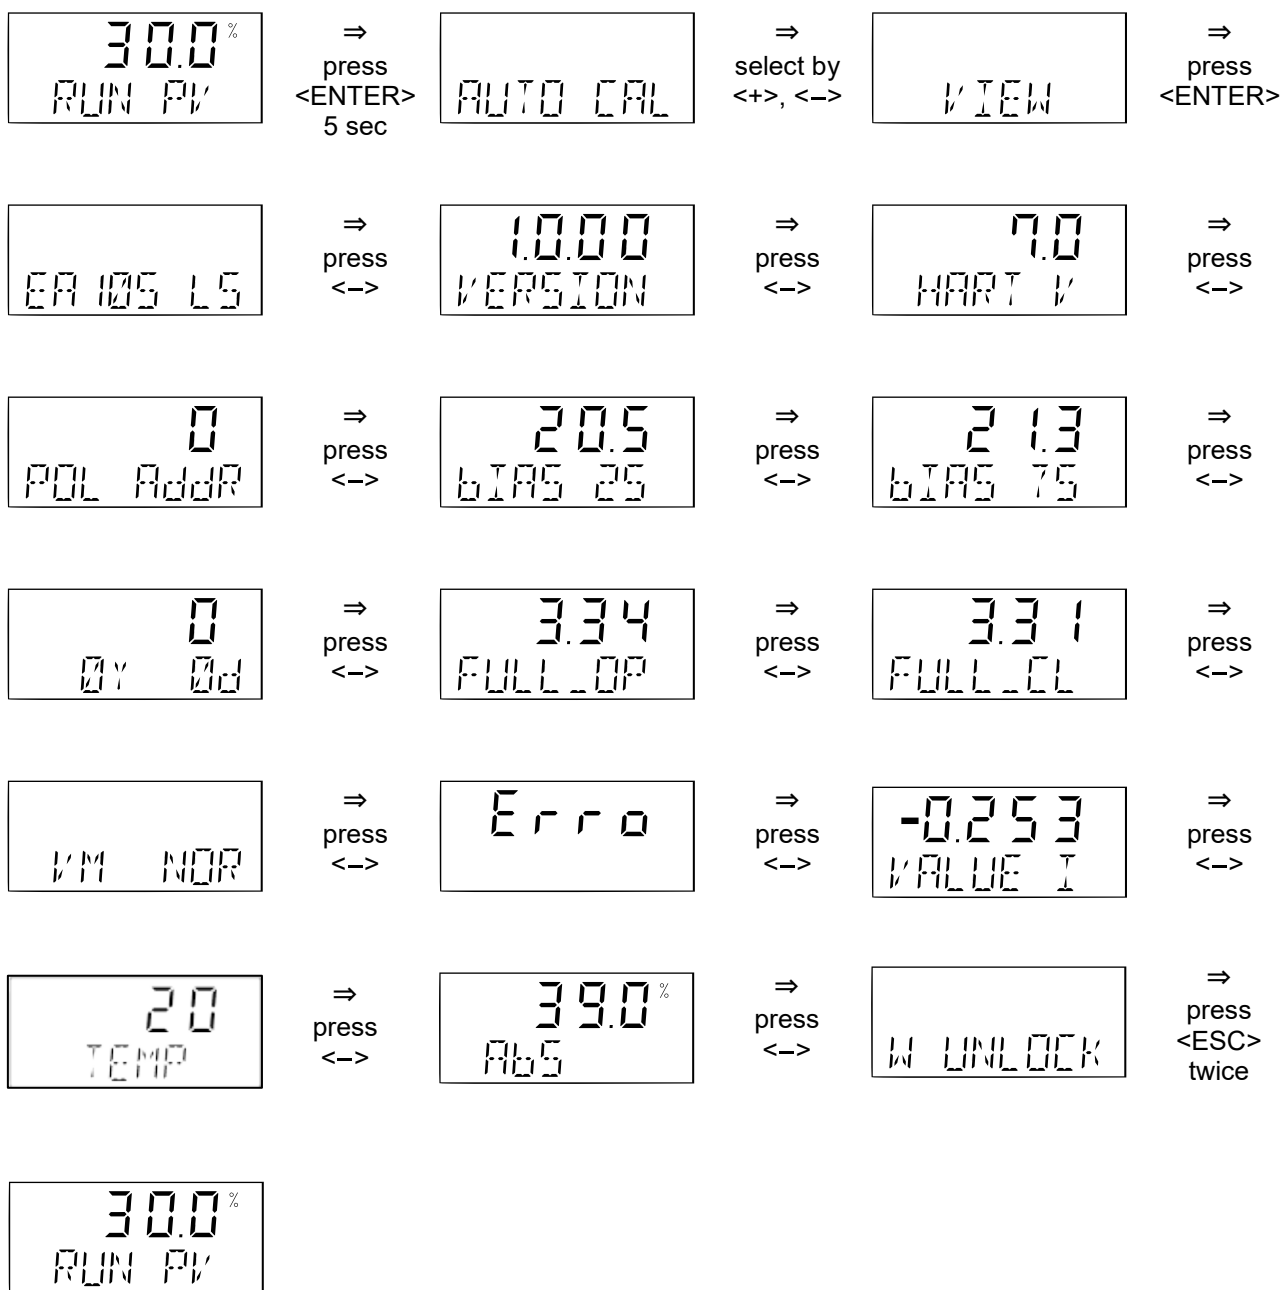 30.0 %
RUN PV
⇒
press
<ENTER>
5 sec
AUTO CAL
⇒
select by
<+>, <–>
VIEW
⇒
press
<ENTER>
EA 105 LS
⇒
press
<–>
1.0.00
VERSION
⇒
press
<–>
7.0
HART V
⇒
press
<–>
0
POL AddR
⇒
press
<–>
20.5
bIAS 25
⇒
press
<–>
21.3
bIAS 75
⇒
press
<–>
0
0Y 0d
⇒
press
<–>
3.34
FULL_OP
⇒
press
<–>
3.31
FULL_CL
⇒
press
<–>
VM NOR
⇒
press
<–>
Erro
⇒
press
<–>
-0.253
VALUE I
⇒
press
<–>
20
TEMP
⇒
press
<–>
39.0 %
AbS
⇒
press
<–>
W UNLOCK
⇒
press
<ESC>
twice
30.0 %
RUN PV